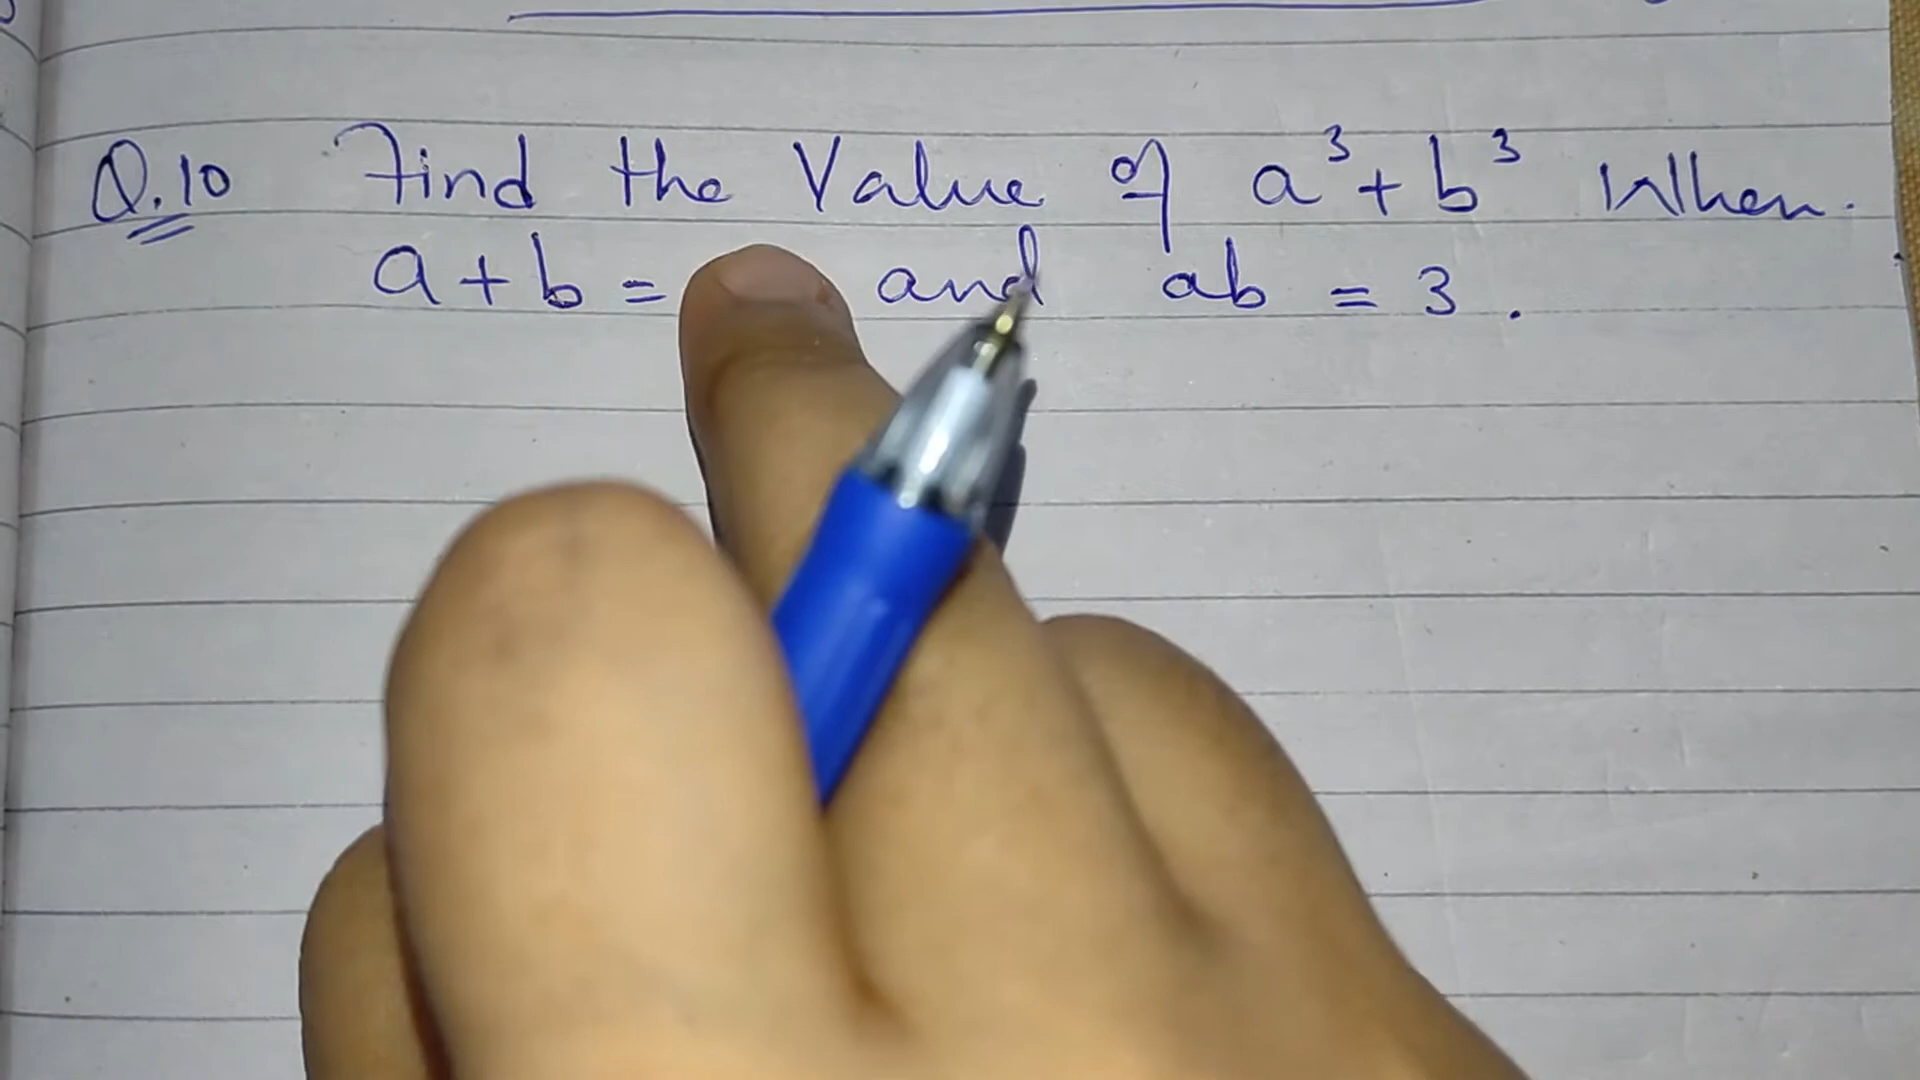 Q.10 Find the Value of a³+b³ When.
a+b= and ab = 3.